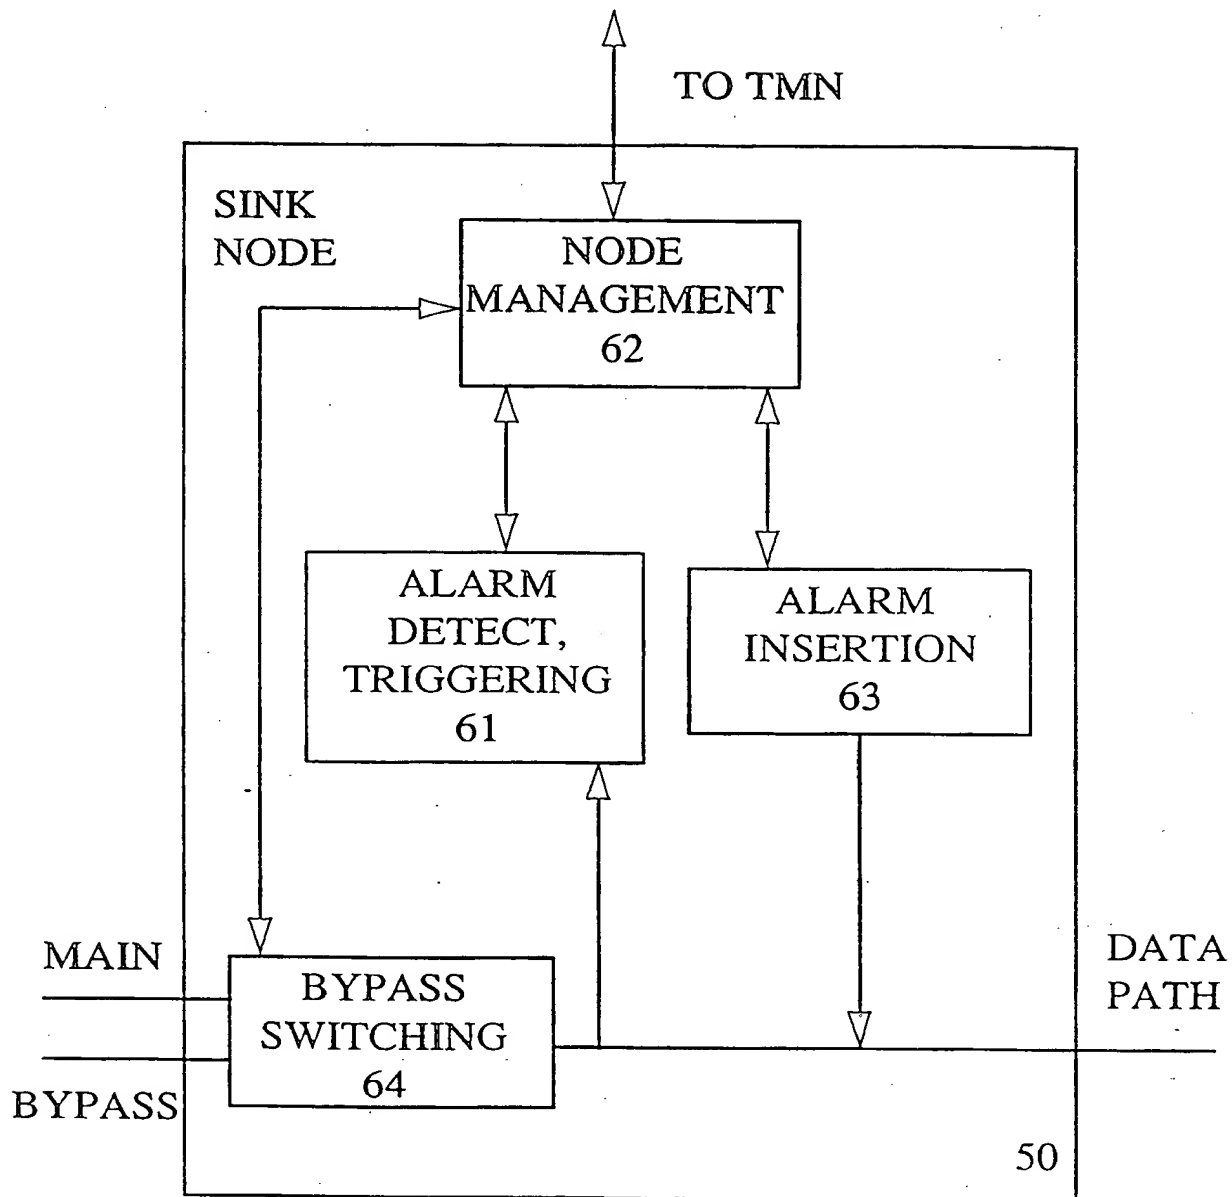 TO TMN
SINK
NODE
NODE
MANAGEMENT
62
ALARM
DETECT,
TRIGGERING
61
ALARM
INSERTION
63
MAIN
BYPASS
SWITCHING
64
BYPASS
DATA
PATH
50